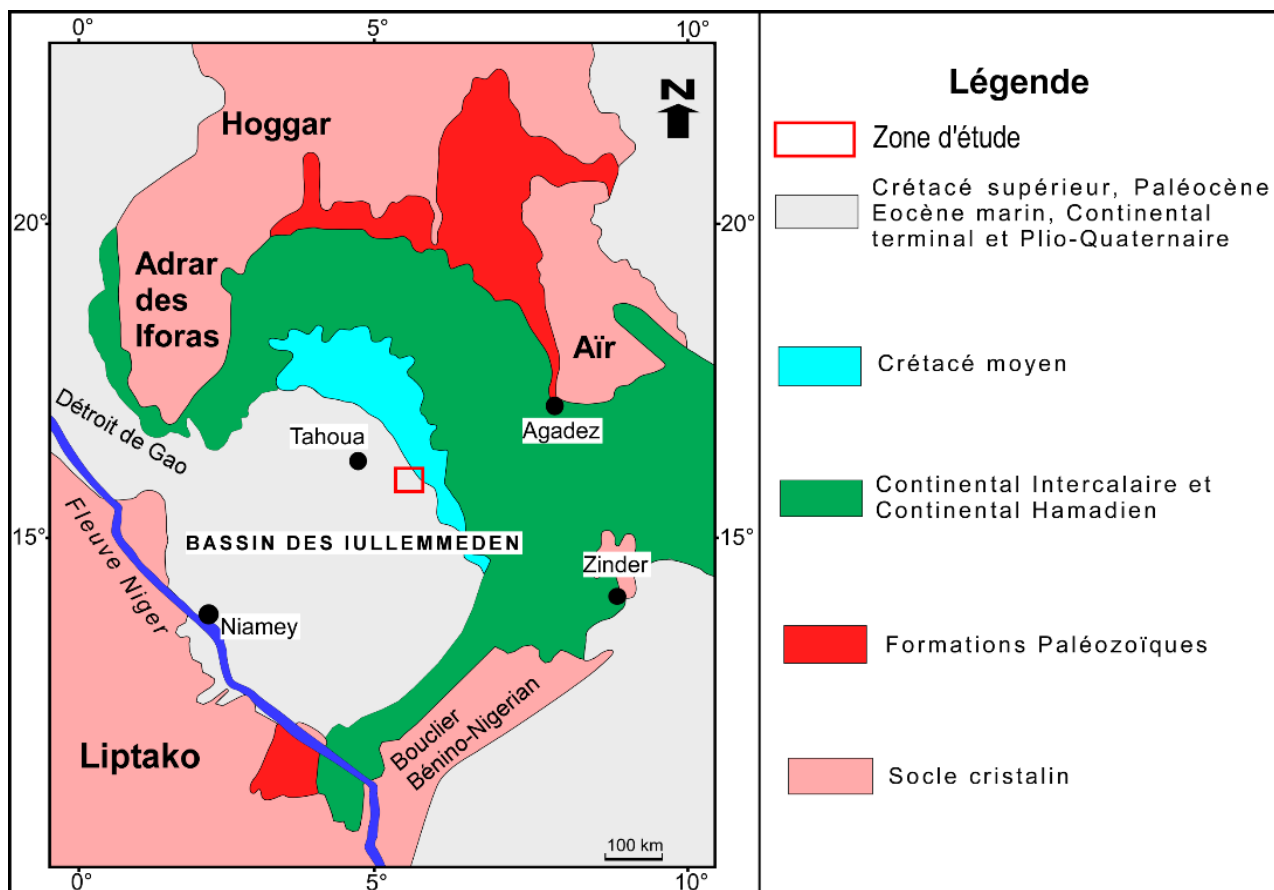 0°
5°
10°
N
Hoggar
20°
20°
Adrar
des
Iforas
Aïr
Détroit de Gao
Tahoua
Agadez
Fleuve Niger
15°
15°
BASSIN DES IULLEMMEDEN
Zinder
Niamey
Bouclier
Bénino-Nigerian
Liptako
100 km
0°
5°
10°
Légende
Zone d'étude
Crétacé supérieur, Paléocène
Eocène marin, Continental
terminal et Plio-Quaternaire
Crétacé moyen
Continental Intercalaire et
Continental Hamadien
Formations Paléozoïques
Socle cristalin